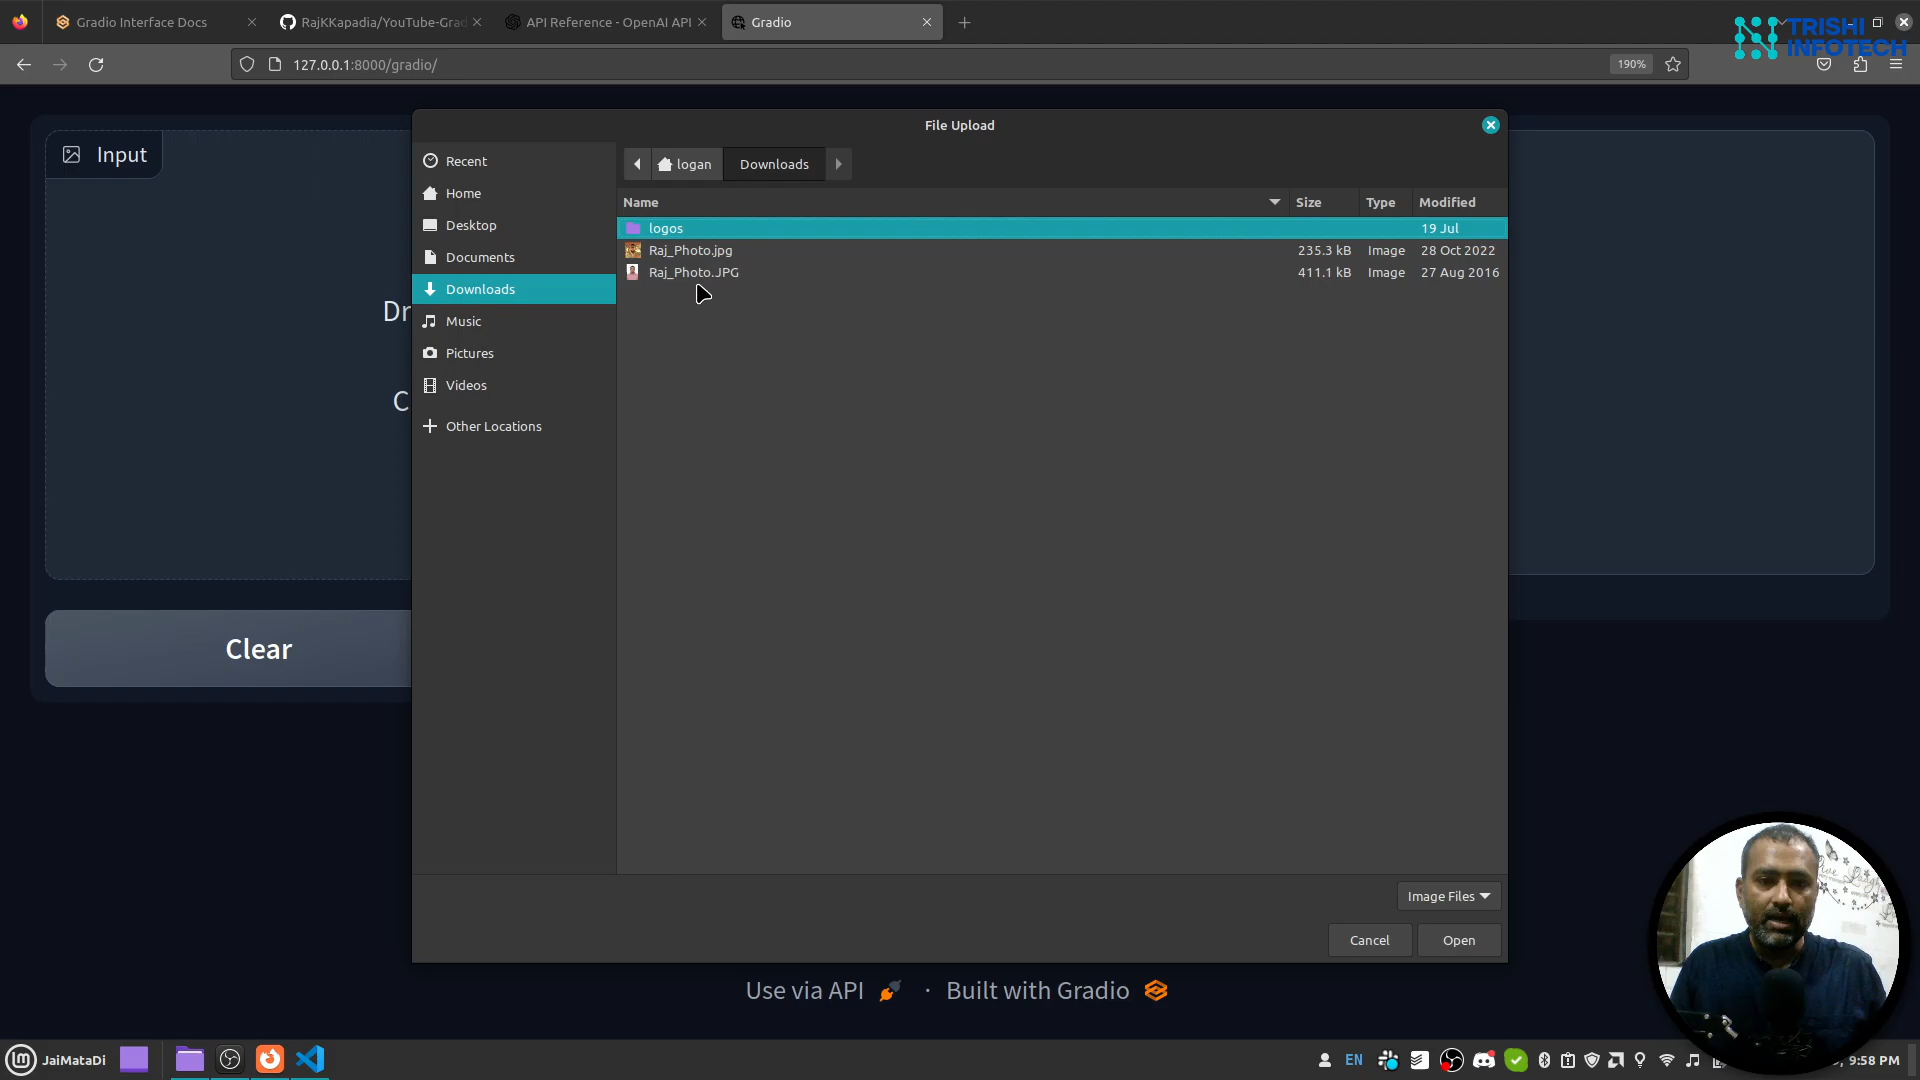 Gradio Interface Docs
RajKKapadia/YouTube-Grad
API Reference - OpenAI API
Gradio
TRISHI
INFOTECH
127.0.0.1:8000/gradio/
190%
File Upload
Input
Recent
Home
Desktop
Documents
Downloads
Music
Pictures
Videos
Other Locations
logan
Downloads
Name
Size
Type
Modified
logos
19 Jul
Raj_Photo.jpg
235.3 kB
Image
28 Oct 2022
Raj_Photo.JPG
411.1 kB
Image
27 Aug 2016
Dr
C
Clear
Image Files
Cancel
Open
Use via API
·
Built with Gradio
JaiMataDi
EN
9:58 PM